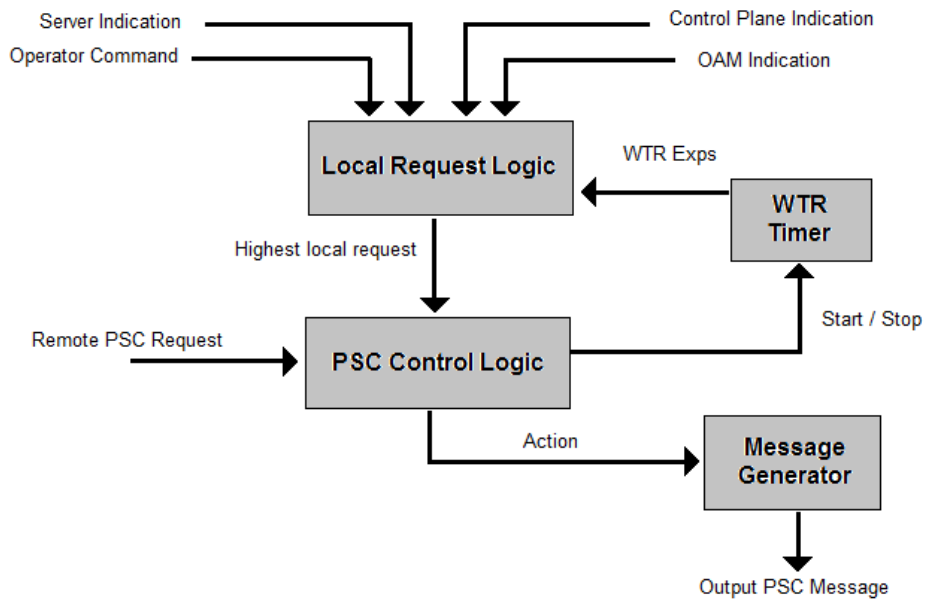 Server Indication
Control Plane Indication
Operator Command
OAM Indication
Local Request Logic
WTR Exps
WTR
Timer
Highest local request
Start / Stop
Remote PSC Request
PSC Control Logic
Action
Message
Generator
Output PSC Message